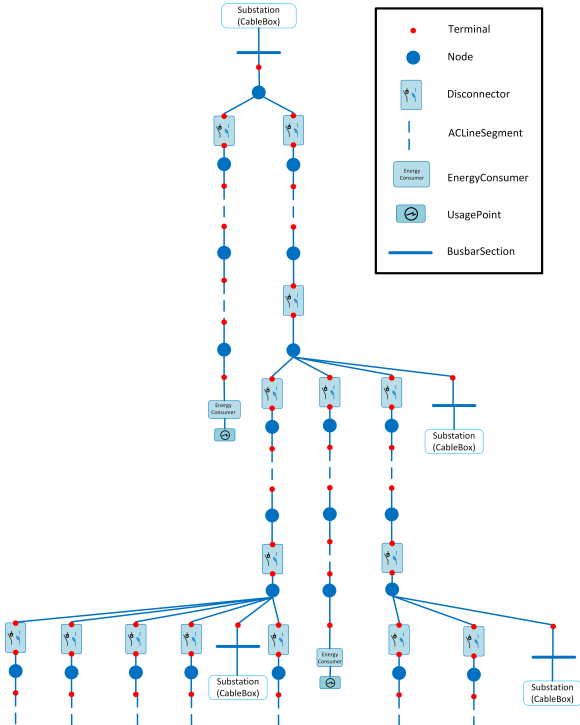 Substation
(CableBox)
Terminal
Node
Disconnector
ACLineSegment
Energy
Consumer
EnergyConsumer
UsagePoint
BusbarSection
Energy
Consumer
Substation
(CableBox)
Energy
Consumer
Substation
(CableBox)
Substation
(CableBox)